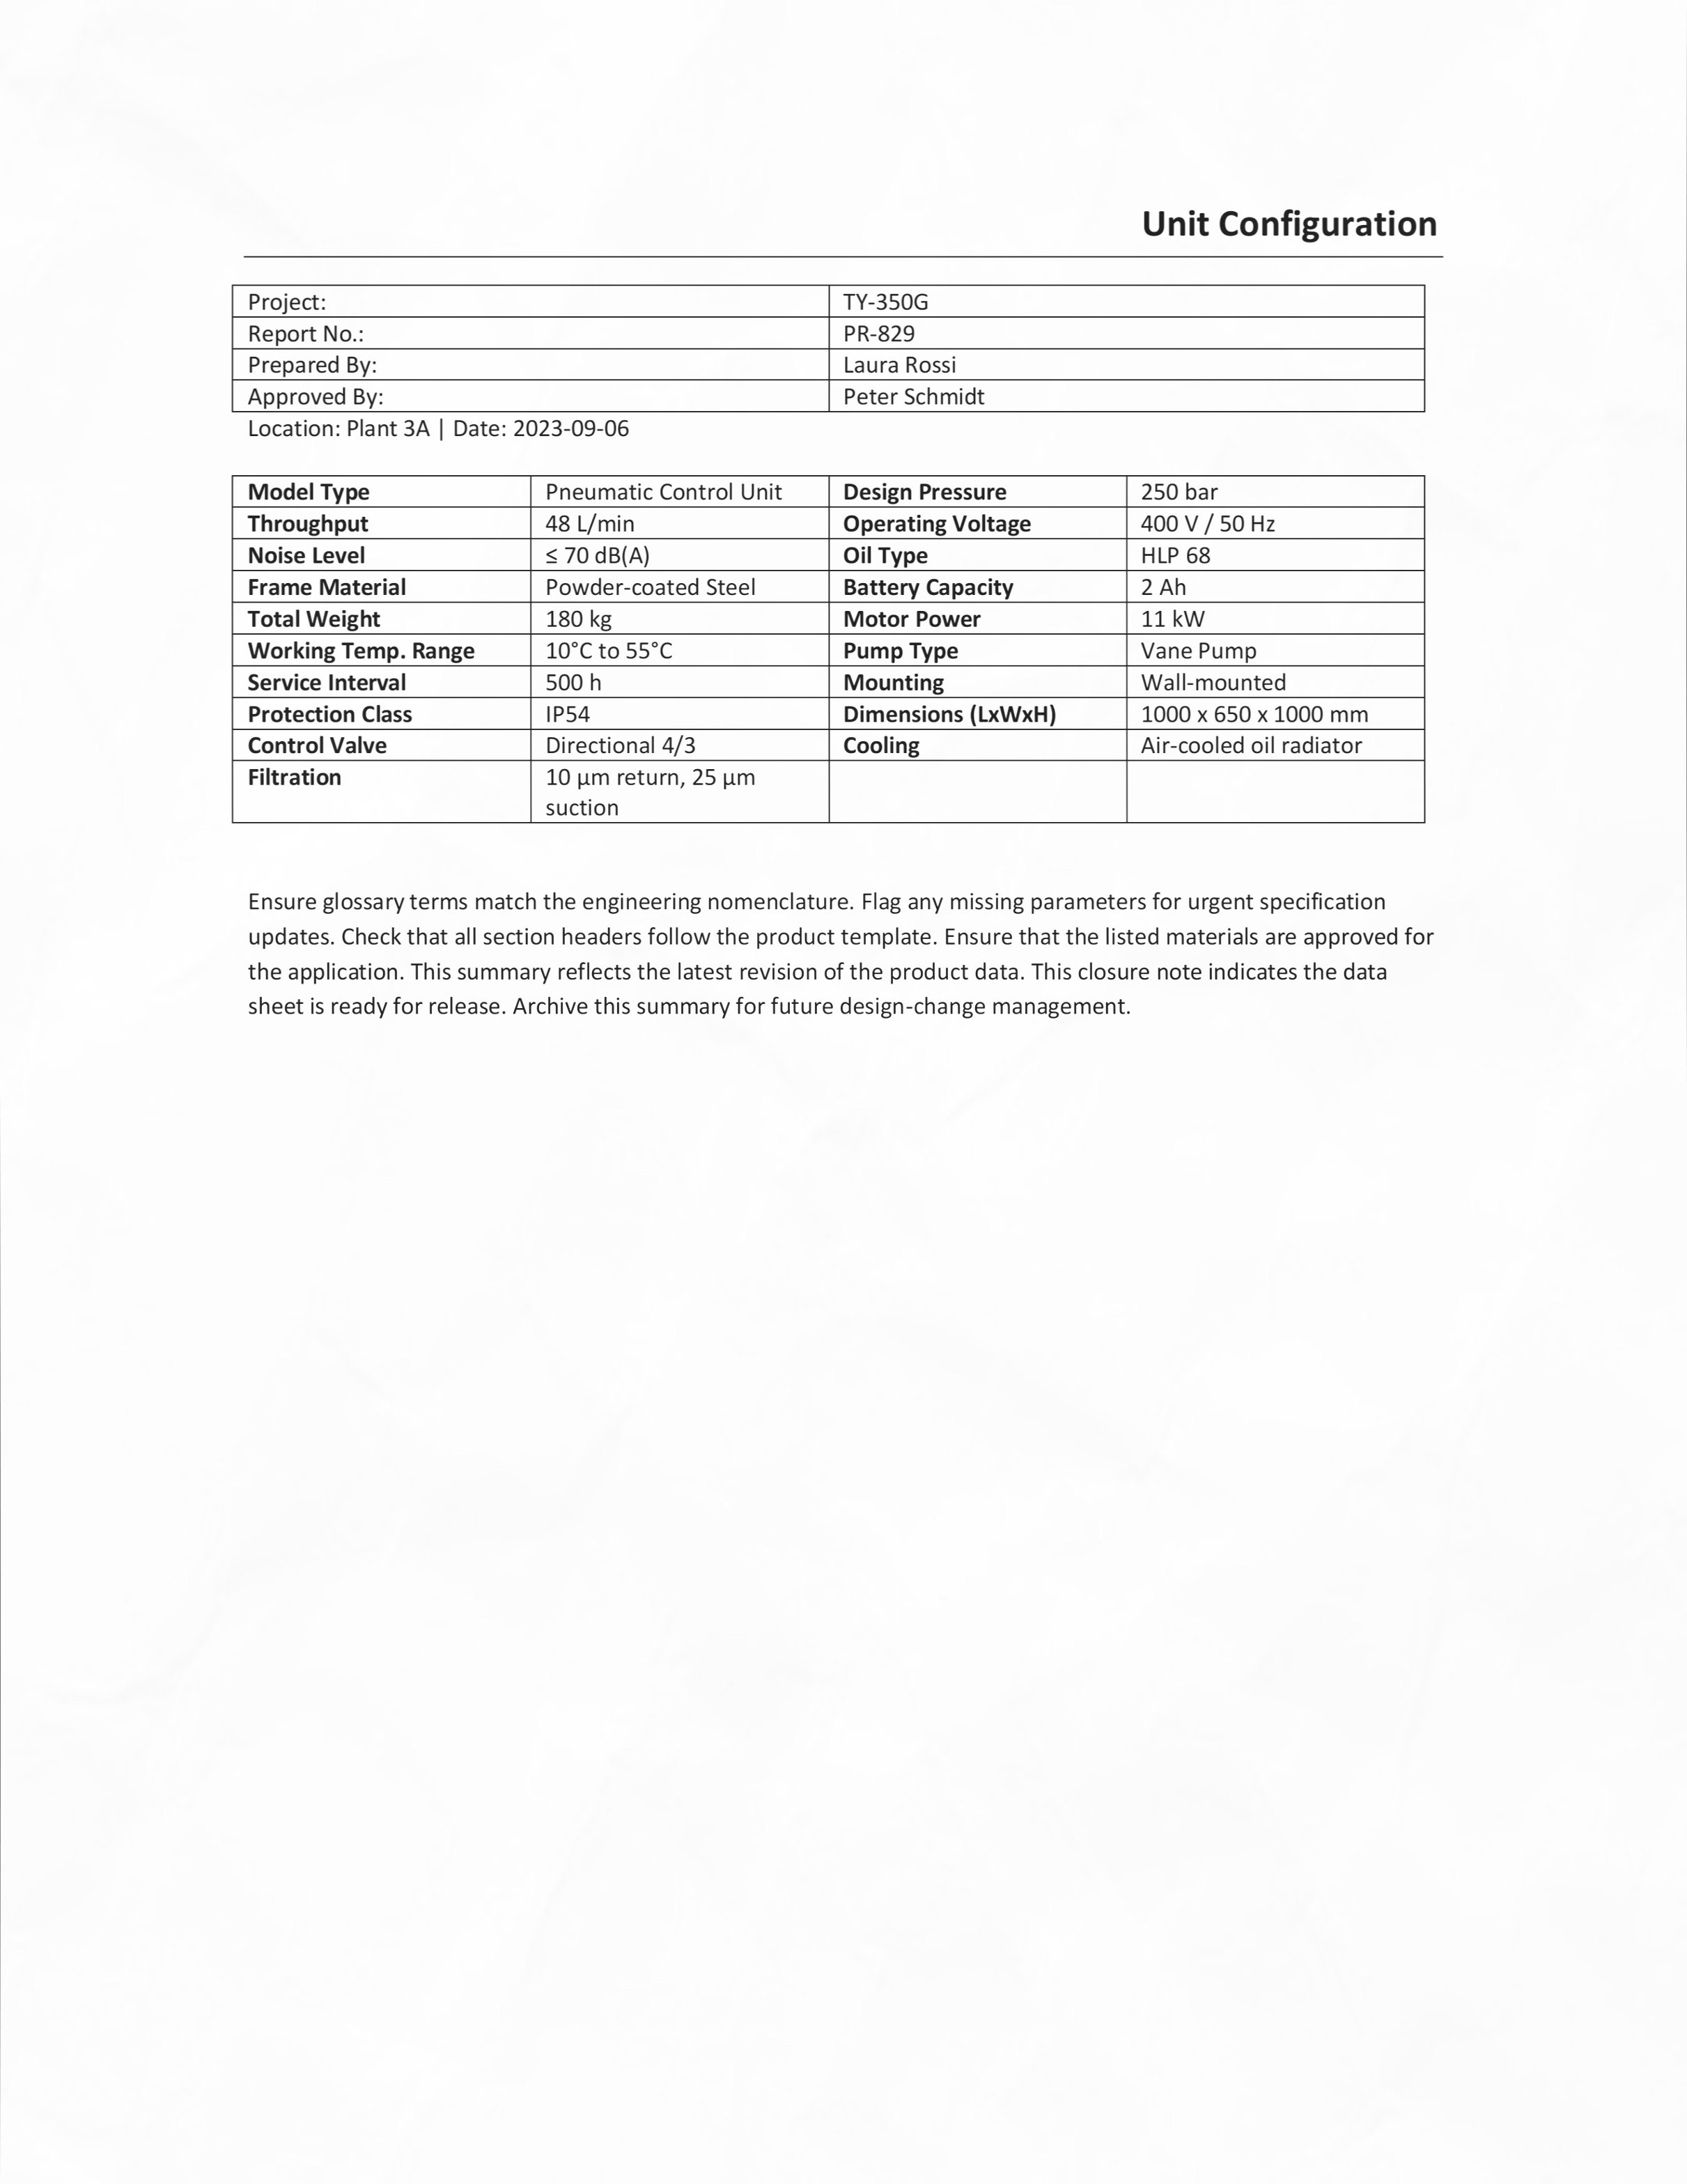 Unit Configuration
Project: TY-350G
Report No.: PR-829
Prepared By: Laura Rossi
Approved By: Peter Schmidt
Location: Plant 3A | Date: 2023-09-06
Model Type Pneumatic Control Unit Design Pressure 250 bar
Throughput 48 L/min Operating Voltage 400 V / 50 Hz
Noise Level ≤ 70 dB(A) Oil Type HLP 68
Frame Material Powder-coated Steel Battery Capacity 2 Ah
Total Weight 180 kg Motor Power 11 kW
Working Temp. Range 10°C to 55°C Pump Type Vane Pump
Service Interval 500 h Mounting Wall-mounted
Protection Class IP54 Dimensions (LxWxH) 1000 x 650 x 1000 mm
Control Valve Directional 4/3 Cooling Air-cooled oil radiator
Filtration 10 µm return, 25 µm
suction
Ensure glossary terms match the engineering nomenclature. Flag any missing parameters for urgent specification
updates. Check that all section headers follow the product template. Ensure that the listed materials are approved for
the application. This summary reflects the latest revision of the product data. This closure note indicates the data
sheet is ready for release. Archive this summary for future design-change management.